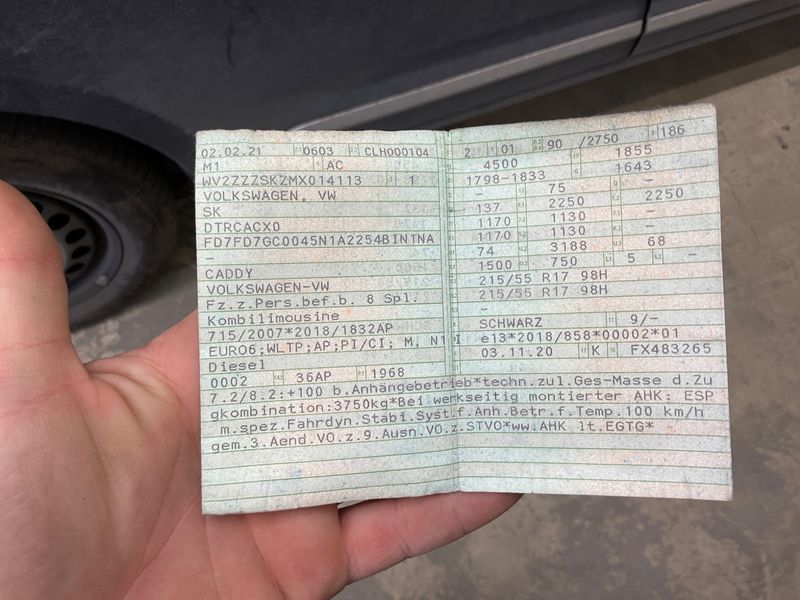 02.02.21 0603 CLH000104
M1 AC
WV2ZZZSKZMX014113 1
VOLKSWAGEN, VW
SK
DTRCACX0
FD7FD7GC0045N1A2254BIN1NA
-
CADDY
VOLKSWAGEN-VW
Fz.z.Pers.bef.b. 8 Spl.
Kombilimousine
715/2007*2018/1832AP
EURO6;WLTP;AP;PI/CI; M, N1 I
Diesel
0002 36AP 1968
2 01 90 /2750 186
4500 1855
1798-1833 1643
- 75 -
137 2250 2250
1170 1130 -
1170 1130 -
74 3188 68
1500 750 5 -
215/55 R17 98H
215/55 R17 98H
SCHWARZ 9/-
e13*2018/858*00002*01
03.11.20 K FX483265
7.2/8.2:+100 b.Anhängebetrieb*techn.zul.Ges-Masse d.Zu
gkombination:3750kg*Bei werkseitig montierter AHK: ESP
m.spez.Fahrdyn.Stabi.Syst.f.Anh.Betr.f.Temp.100 km/h
gem.3.Aend.VO.z.9.Ausn.VO.z.STVO*ww.AHK lt.EGTG*